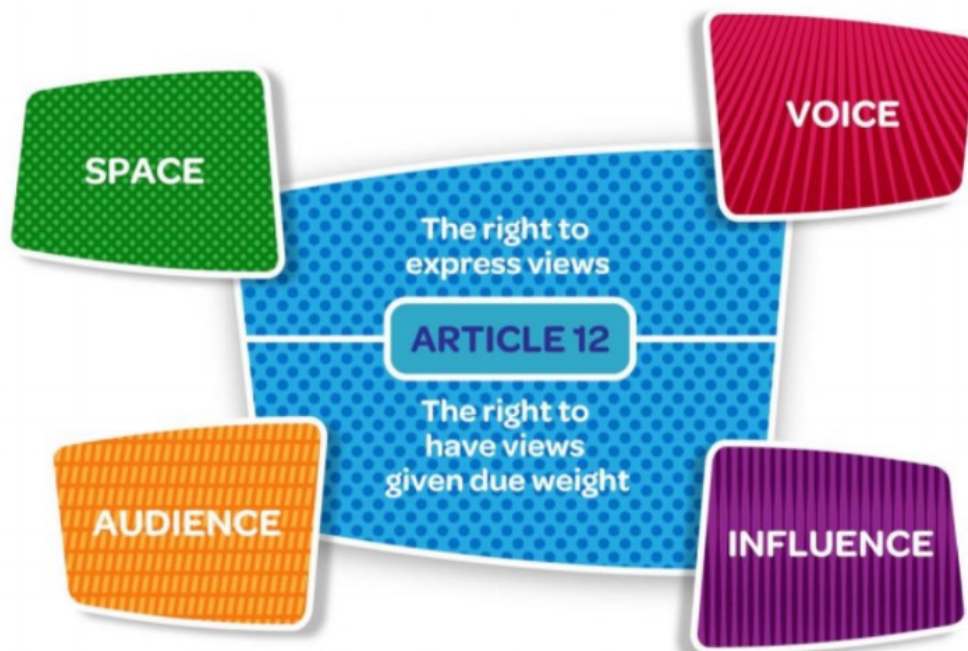 SPACE
VOICE
The right to
express views
ARTICLE 12
The right to
have views
given due weight
AUDIENCE
INFLUENCE